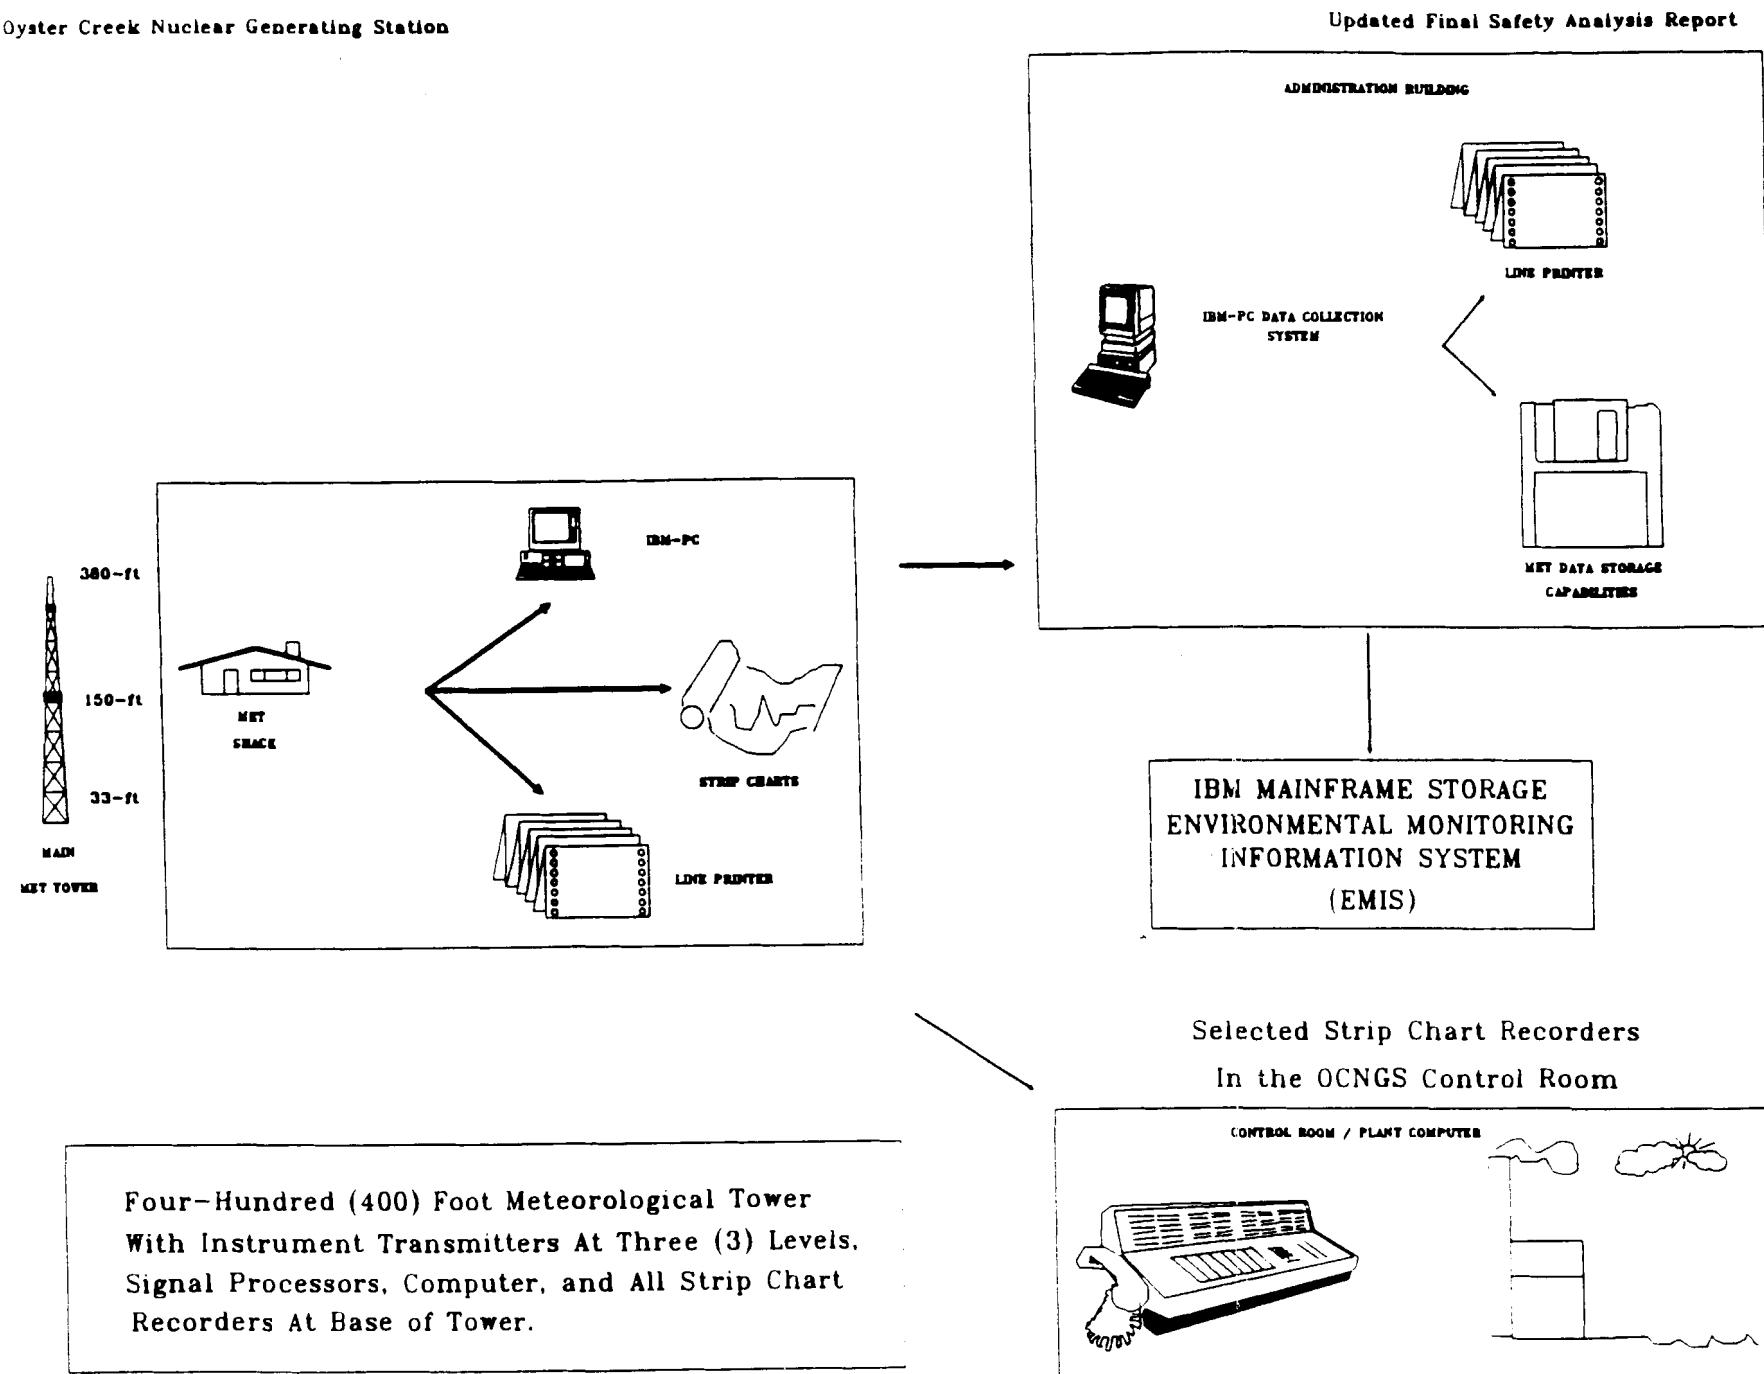 Oyster Creek Nuclear Generating Station
Updated Final Safety Analysis Report
ADMINISTRATION BUILDING
LINE PRINTER
IBM-PC DATA COLLECTION
SYSTEM
MET DATA STORAGE
CAPABILITIES
380-ft
150-ft
33-ft
MAIN
MET TOWER
MET
SHACK
IBM-PC
STRIP CHARTS
LINE PRINTER
IBM MAINFRAME STORAGE
ENVIRONMENTAL MONITORING
INFORMATION SYSTEM
(EMIS)
Selected Strip Chart Recorders
In the OCNGS Control Room
CONTROL ROOM / PLANT COMPUTER
Four-Hundred (400) Foot Meteorological Tower
With Instrument Transmitters At Three (3) Levels,
Signal Processors, Computer, and All Strip Chart
Recorders At Base of Tower.